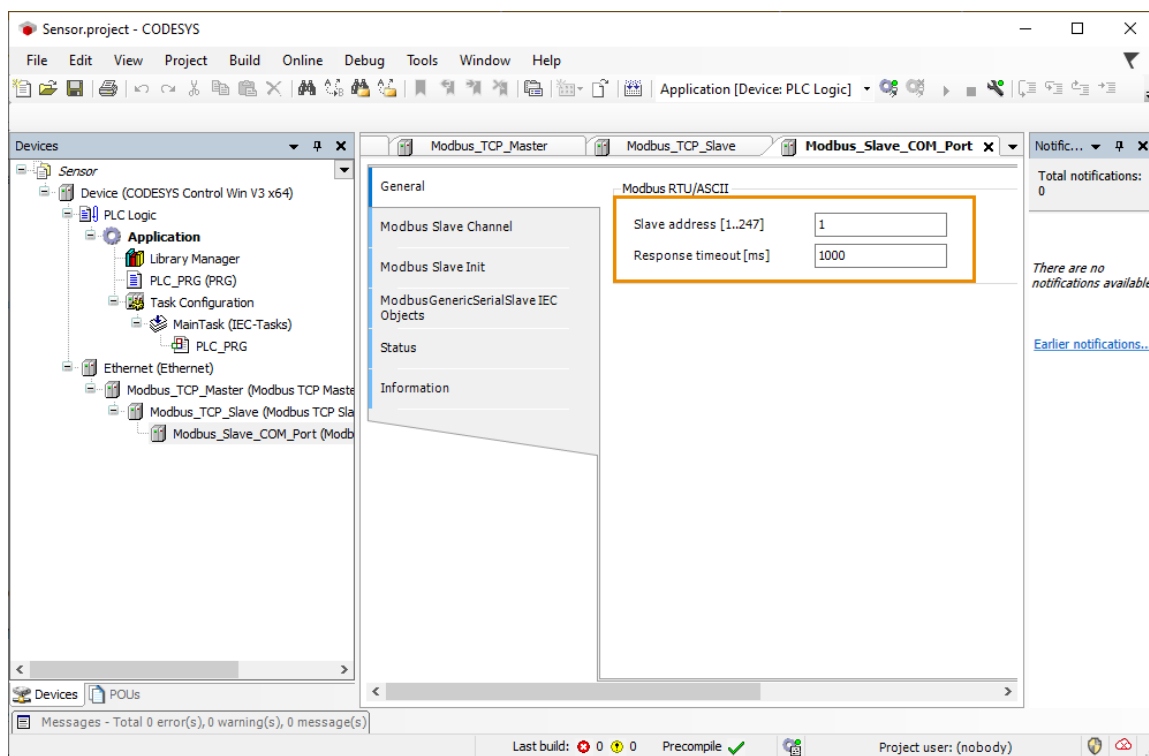 Sensor.project - CODESYS
File Edit View Project Build Online Debug Tools Window Help
Application [Device: PLC Logic]
Devices
Sensor
Device (CODESYS Control Win V3 x64)
PLC Logic
Application
Library Manager
PLC_PRG (PRG)
Task Configuration
MainTask (IEC-Tasks)
PLC_PRG
Ethernet (Ethernet)
Modbus_TCP_Master (Modbus TCP Maste
Modbus_TCP_Slave (Modbus TCP Sla
Modbus_Slave_COM_Port (Modb
Devices POUs
Modbus_TCP_Master Modbus_TCP_Slave Modbus_Slave_COM_Port
General
Modbus Slave Channel
Modbus Slave Init
ModbusGenericSerialSlave IEC
Objects
Status
Information
Modbus RTU/ASCII
Slave address [1..247] 1
Response timeout [ms] 1000
Notific...
Total notifications:
0
There are no
notifications available
Earlier notifications...
Messages - Total 0 error(s), 0 warning(s), 0 message(s)
Last build: 0 0 Precompile Project user: (nobody)